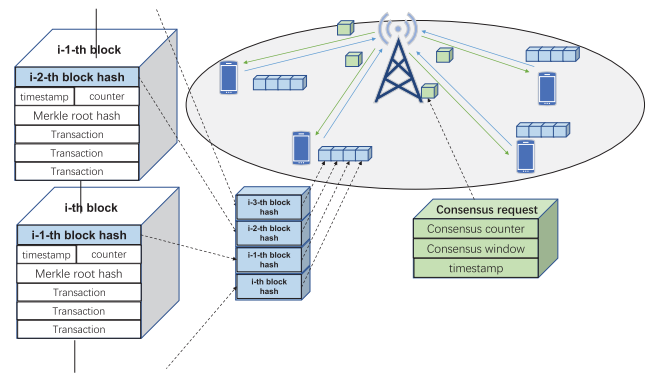 i-1-th block
i-2-th block hash
timestamp counter
Merkle root hash
Transaction
Transaction
Transaction
i-th block
i-1-th block hash
timestamp counter
Merkle root hash
Transaction
Transaction
Transaction
i-3-th block
hash
i-2-th block
hash
i-1-th block
hash
i-th block
hash
Consensus request
Consensus counter
Consensus window
timestamp